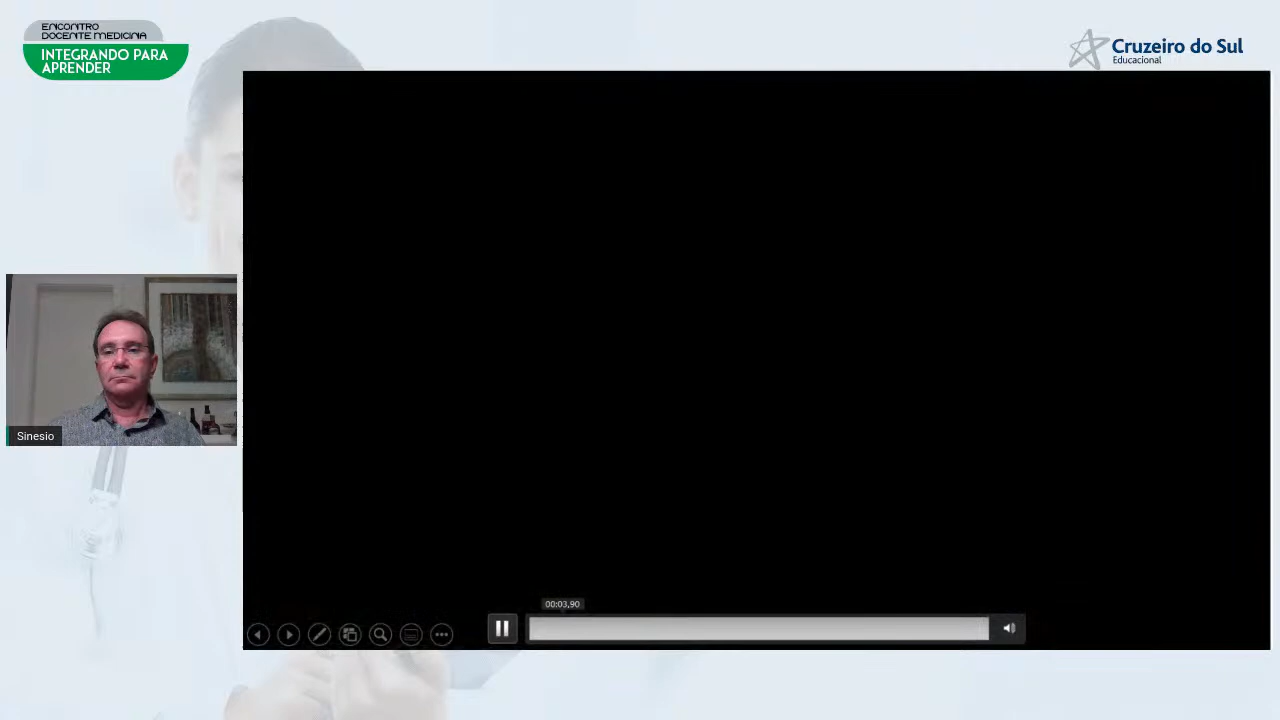 ENCONTRO
DOCENTE MEDICINA
INTEGRANDO PARA
APRENDER
Cruzeiro do Sul
Educacional
Sinesio
00:03,90